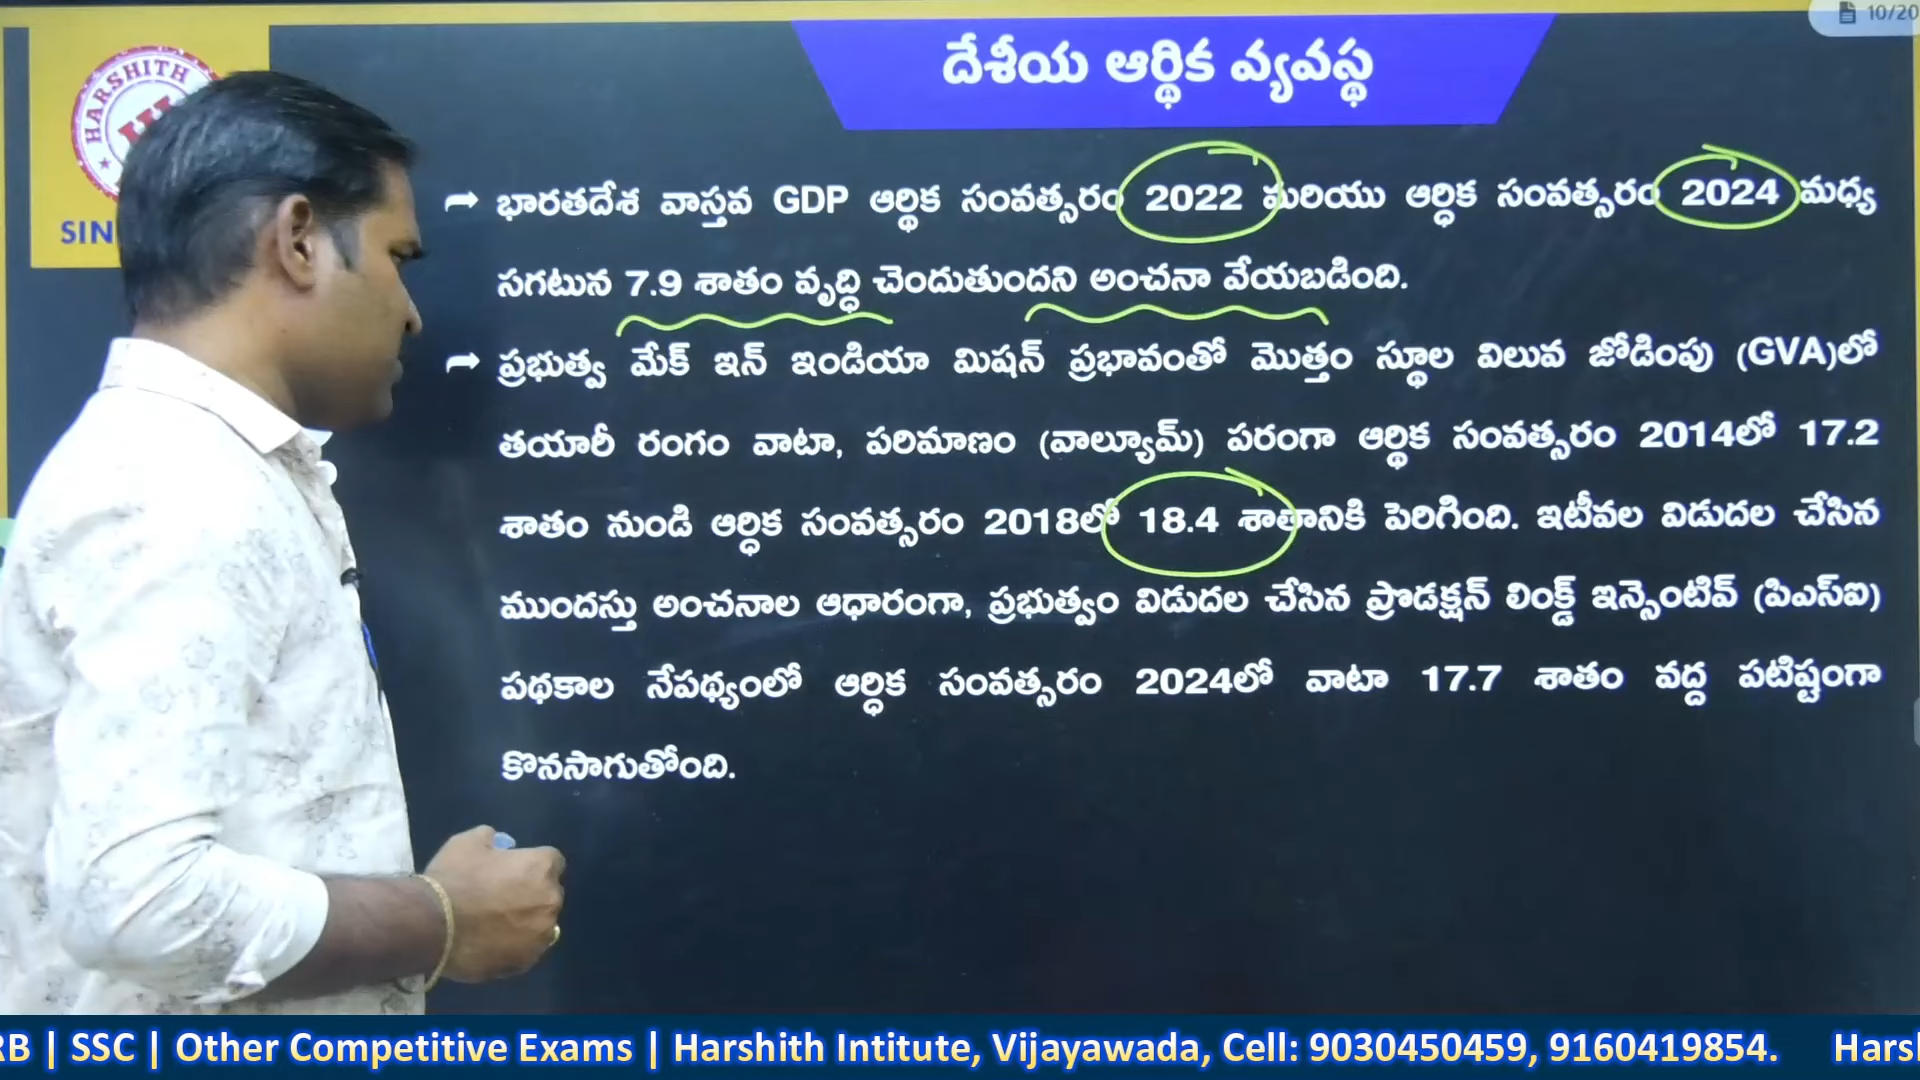 10/20
దేశీయ ఆర్థిక వ్యవస్థ
HARSHITH
SIN
➦ భారతదేశ వాస్తవ GDP ఆర్థిక సంవత్సరం 2022 మరియు ఆర్థిక సంవత్సరం 2024 మధ్య
సగటున 7.9 శాతం వృద్ధి చెందుతుందని అంచనా వేయబడింది.
➦ ప్రభుత్వ మేక్ ఇన్ ఇండియా మిషన్ ప్రభావంతో మొత్తం స్థూల విలువ జోడింపు (GVA)లో
తయారీ రంగం వాటా, పరిమాణం (వాల్యూమ్) పరంగా ఆర్థిక సంవత్సరం 2014లో 17.2
శాతం నుండి ఆర్థిక సంవత్సరం 2018లో 18.4 శాతానికి పెరిగింది. ఇటీవల విడుదల చేసిన
ముందస్తు అంచనాల ఆధారంగా, ప్రభుత్వం విడుదల చేసిన ప్రొడక్షన్ లింక్డ్ ఇన్సెంటివ్ (పిఎస్ఐ)
పథకాల నేపథ్యంలో ఆర్థిక సంవత్సరం 2024లో వాటా 17.7 శాతం వద్ద పటిష్టంగా
కొనసాగుతోంది.
RB | SSC | Other Competitive Exams | Harshith Intitute, Vijayawada, Cell: 9030450459, 9160419854. Harsh